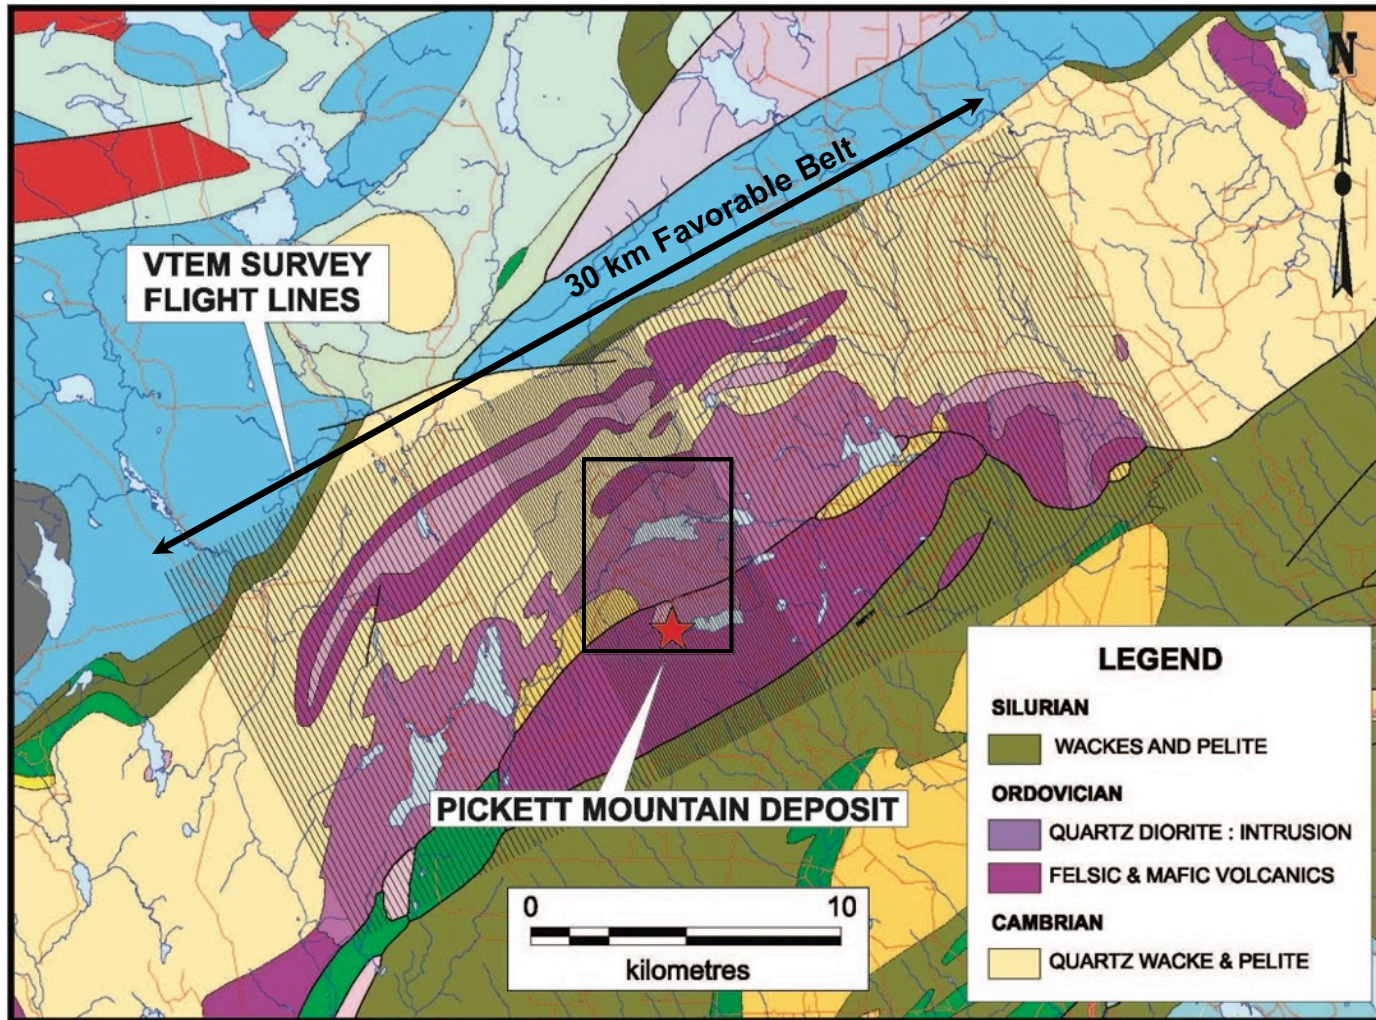 N
30 km Favorable Belt
VTEM SURVEY
FLIGHT LINES
PICKETT MOUNTAIN DEPOSIT
0 10
kilometres
LEGEND
SILURIAN
WACKES AND PELITE
ORDOVICIAN
QUARTZ DIORITE : INTRUSION
FELSIC & MAFIC VOLCANICS
CAMBRIAN
QUARTZ WACKE & PELITE